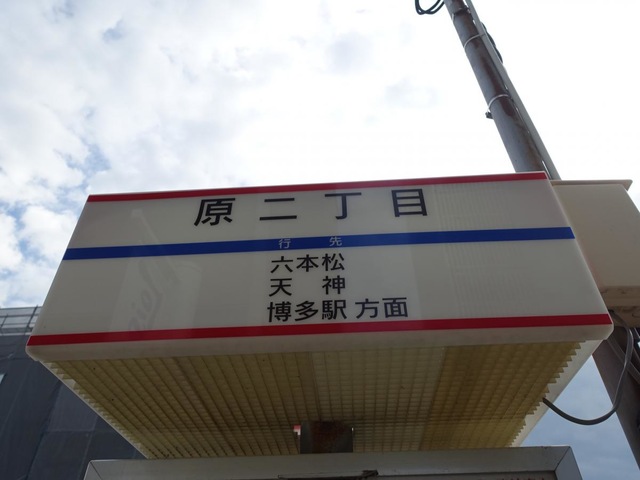 原二丁目
行先
六本松
天神
博多駅 方面